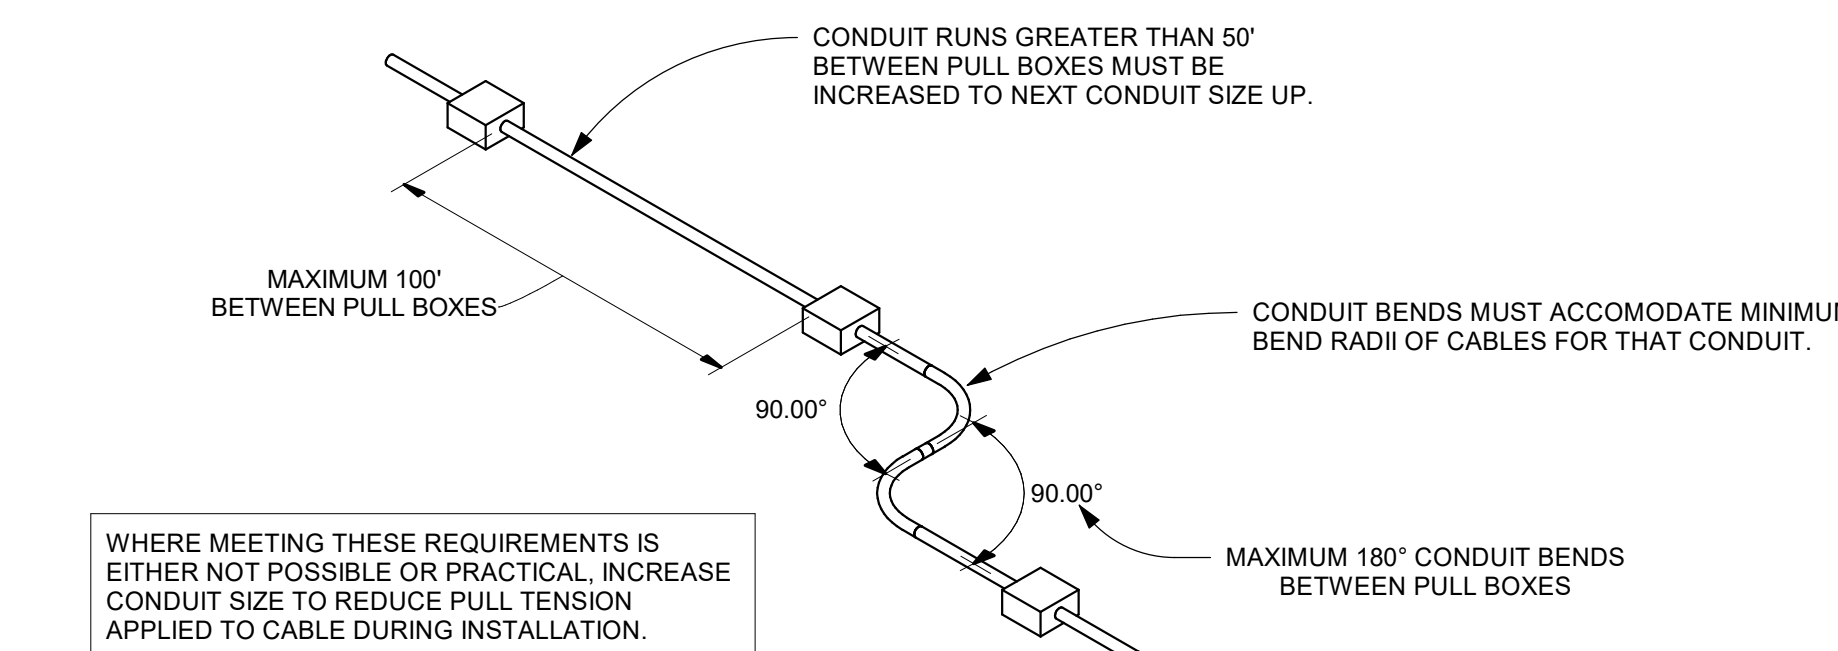 CONDUIT RUNS GREATER THAN 50'
BETWEEN PULL BOXES MUST BE
INCREASED TO NEXT CONDUIT SIZE UP.
MAXIMUM 100'
BETWEEN PULL BOXES
CONDUIT BENDS MUST ACCOMODATE
BEND RADII OF CABLES FOR THAT CONDUIT.
90.00°
90.00°
MAXIMUM 180° CONDUIT BENDS
BETWEEN PULL BOXES
WHERE MEETING THESE REQUIREMENTS IS
EITHER NOT POSSIBLE OR PRACTICAL, INCREASE
CONDUIT SIZE TO REDUCE PULL TENSION
APPLIED TO CABLE DURING INSTALLATION.